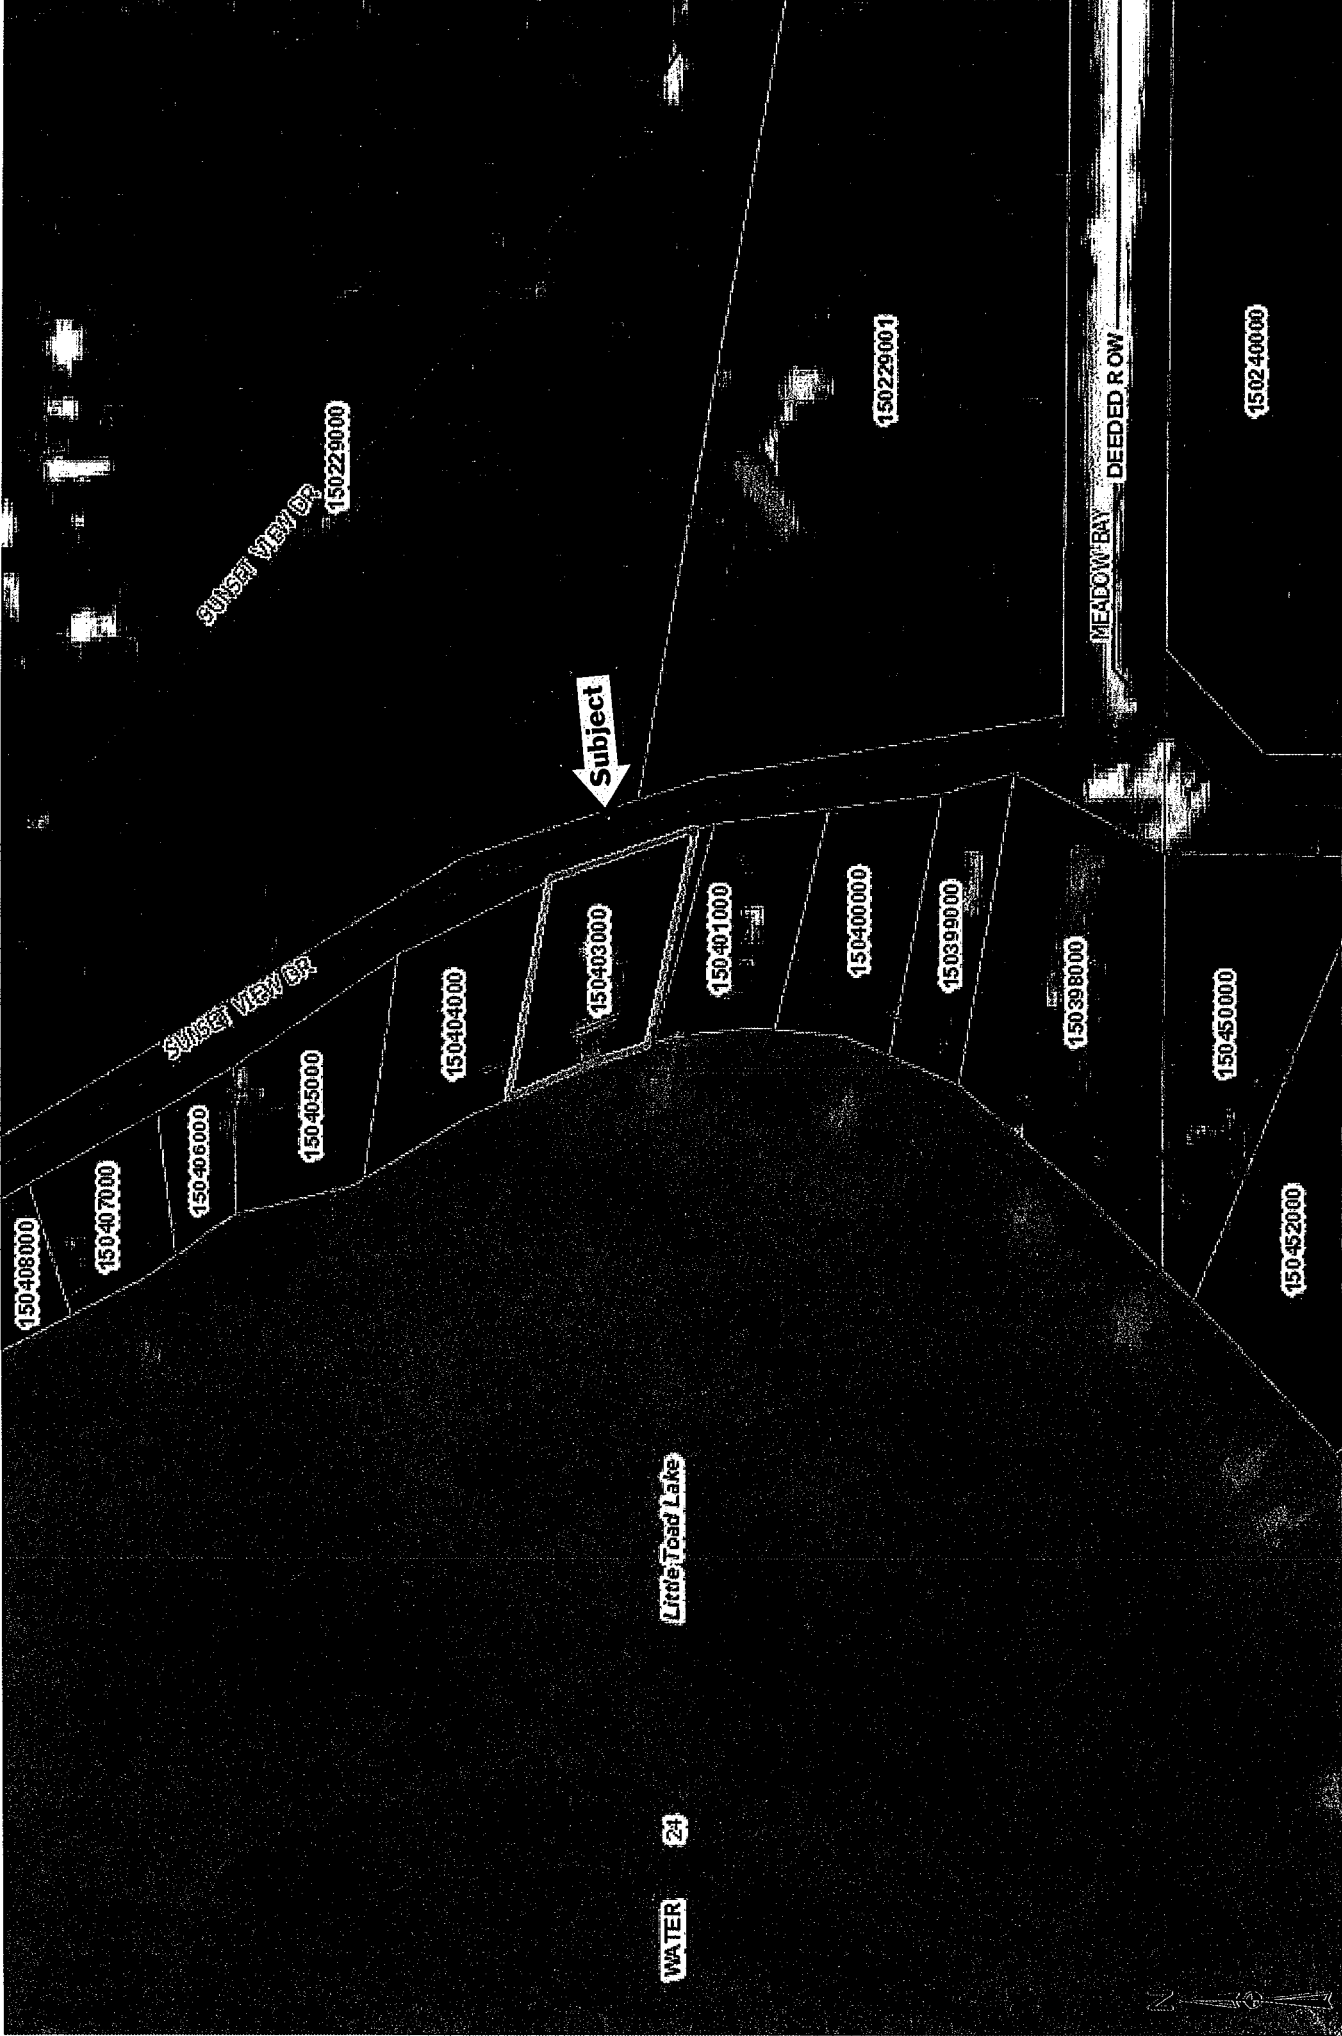 150408000
150407000
150406000
150405000
150404000
150403000
150401000
150400000
150399000
150398000
150450000
150452000
SUNSET VIEW DR
SUNSET VIEW DR
150229000
Subject
150229001
MEADOW BAY
DEEDED ROW
150240000
WATER
24
Little Toad Lake
N